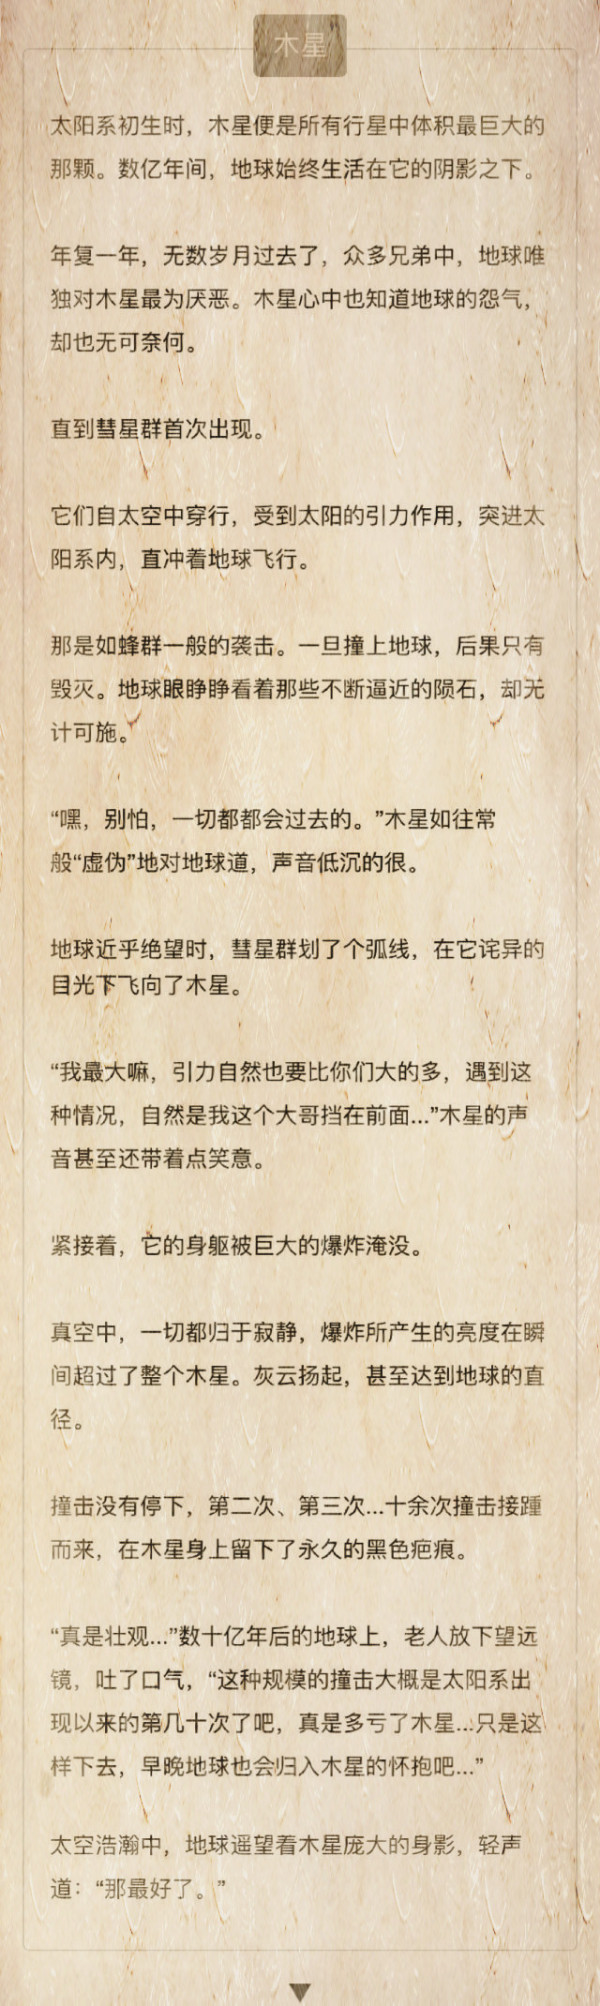 木星
太阳系初生时，木星便是所有行星中体积最巨大的
那颗。数亿年间，地球始终生活在它的阴影之下。
年复一年，无数岁月过去了，众多兄弟中，地球唯
独对木星最为厌恶。木星心中也知道地球的怨气，
却也无可奈何。
直到彗星群首次出现。
它们自太空中穿行，受到太阳的引力作用，突进太
阳系内，直冲着地球飞行。
那是如蜂群一般的袭击。一旦撞上地球，后果只有
毁灭。地球眼睁睁看着那些不断逼近的陨石，却无
计可施。
“嘿，别怕，一切都都会过去的。”木星如往常
般“虚伪”地对地球道，声音低沉的很。
地球近乎绝望时，彗星群划了个弧线，在它诧异的
目光下飞向了木星。
“我最大嘛，引力自然也要比你们大的多，遇到这
种情况，自然是我这个大哥挡在前面...”木星的声
音甚至还带着点笑意。
紧接着，它的身躯被巨大的爆炸淹没。
真空中，一切都归于寂静，爆炸所产生的亮度在瞬
间超过了整个木星。灰云扬起，甚至达到地球的直
径。
撞击没有停下，第二次、第三次...十余次撞击接踵
而来，在木星身上留下了永久的黑色疤痕。
“真是壮观...”数十亿年后的地球上，老人放下望远
镜，吐了口气，“这种规模的撞击大概是太阳系出
现以来的第几十次了吧，真是多亏了木星...只是这
样下去，早晚地球也会归入木星的怀抱吧...”
太空浩瀚中，地球遥望着木星庞大的身影，轻声
道：“那最好了。”